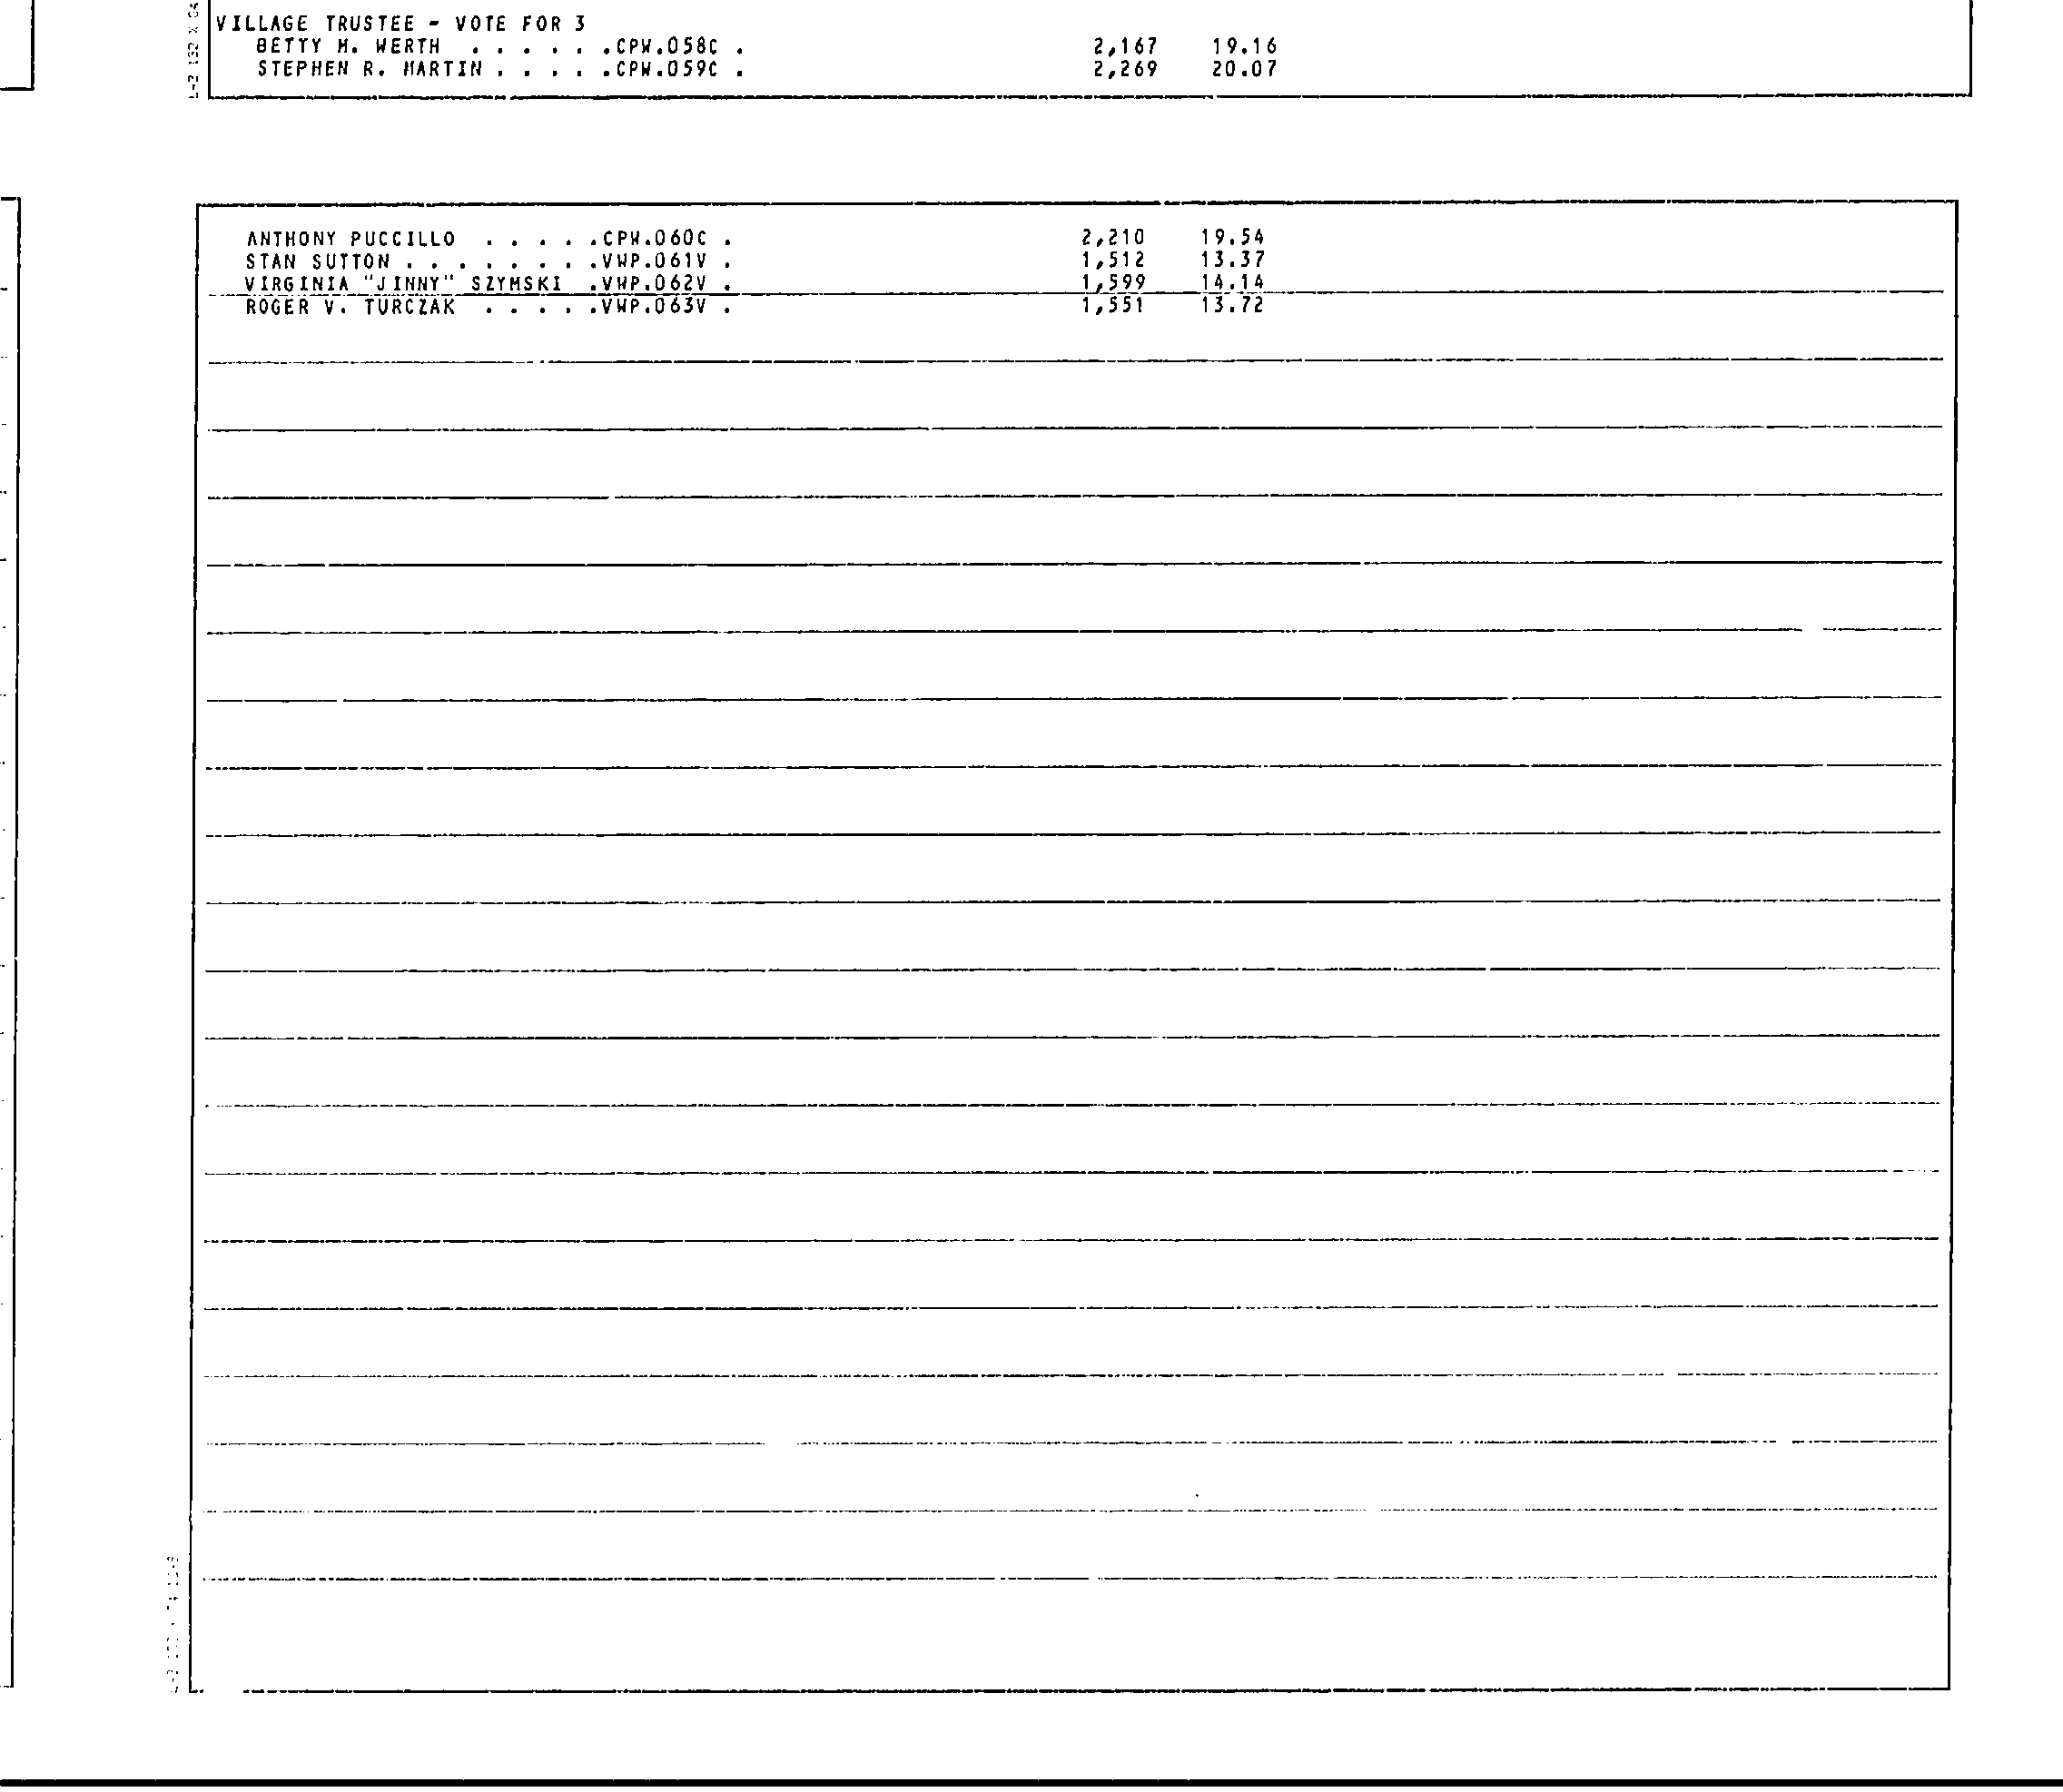 VILLAGE TRUSTEE - VOTE FOR 3
BETTY M. WERTH . . . . . .CPW.058C . 2,167 19.16
STEPHEN R. MARTIN . . . . .CPW.059C . 2,269 20.07
ANTHONY PUCCILLO . . . . .CPW.060C . 2,210 19.54
STAN SUTTON . . . . . . . .VWP.061V . 1,512 13.37
VIRGINIA "JINNY" SZYMSKI .VWP.062V . 1,599 14.14
ROGER V. TURCZAK . . . . .VWP.063V . 1,551 13.72